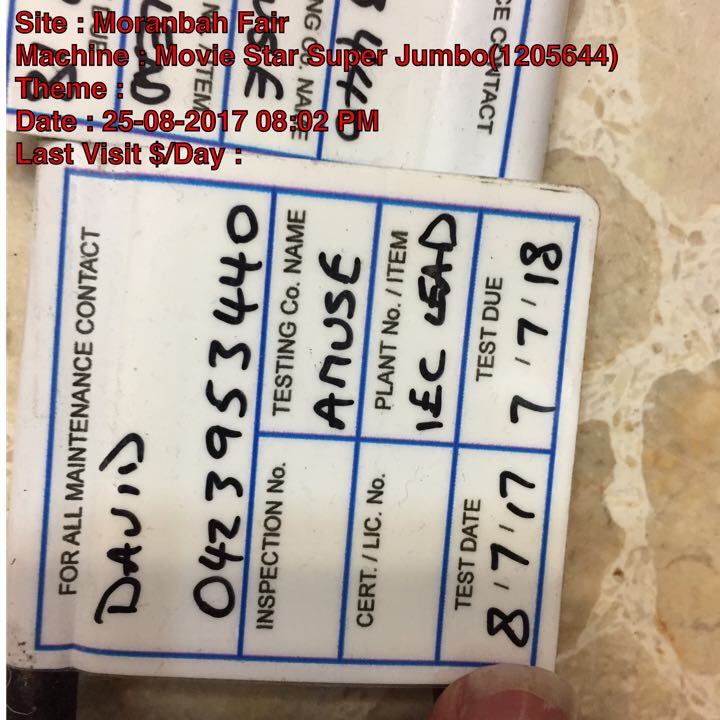 Site : Moranbah Fair
Machine : Movie Star Super Jumbo(1205644)
Theme :
Date : 25-08-2017 08:02 PM
Last Visit $/Day :
FOR ALL MAINTENANCE CONTACT
DAVID
0423953440
INSPECTION No.
TESTING Co. NAME
AMUSE
CERT. / LIC. No.
PLANT No. / ITEM
IEC LEAD
TEST DATE
8/7/17
TEST DUE
7/7/18